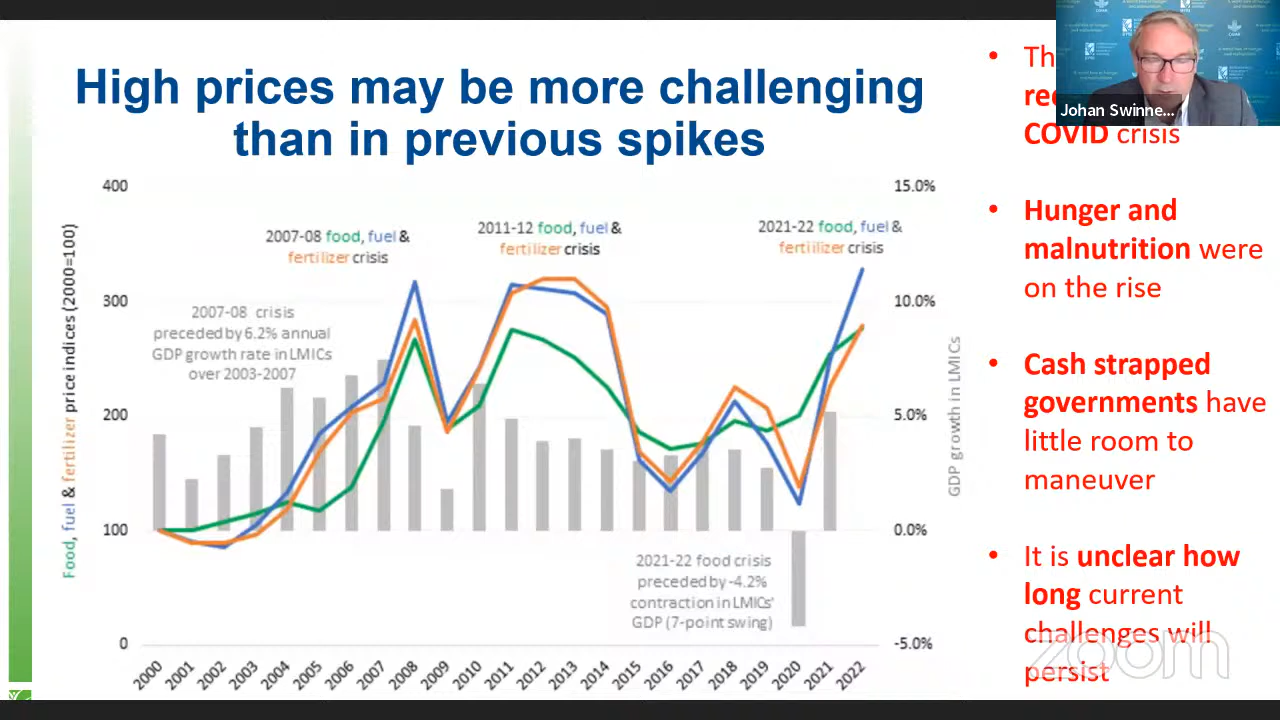 High prices may be more challenging
than in previous spikes
Johan Swinne...
COVID crisis
Hunger and
malnutrition were
on the rise
Cash strapped
governments have
little room to
maneuver
It is unclear how
long current
challenges will
persist
zoom
Food, fuel & fertilizer price indices (2000=100)
400
300
200
100
0
2007-08 food, fuel &
fertilizer crisis
2011-12 food, fuel &
fertilizer crisis
2021-22 food, fuel &
fertilizer crisis
2007-08 crisis
preceded by 6.2% annual
GDP growth rate in LMICs
over 2003-2007
2021-22 food crisis
preceded by -4.2%
contraction in LMICs'
GDP (7-point swing)
15.0%
10.0%
5.0%
0.0%
-5.0%
GDP growth in LMICs
2000 2001 2002 2003 2004 2005 2006 2007 2008 2009 2010 2011 2012 2013 2014 2015 2016 2017 2018 2019 2020 2021 2022